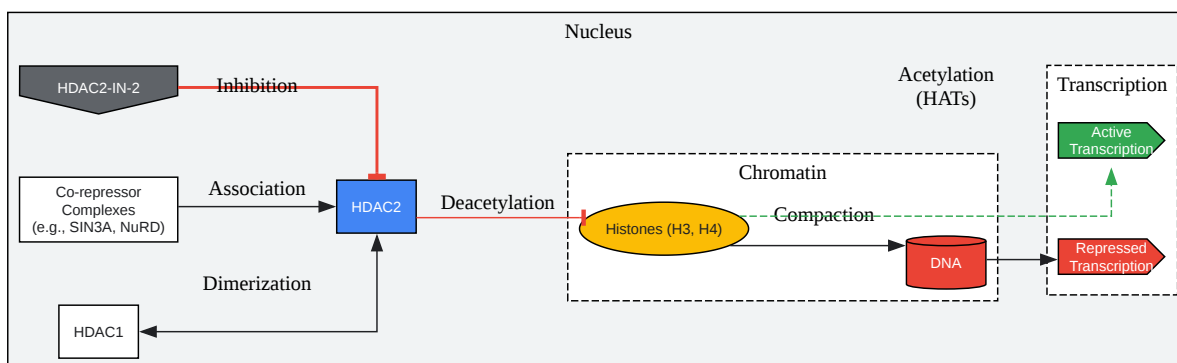 Nucleus
HDAC2-IN-2
Inhibition
Acetylation
(HATs)
Transcription
Active
Transcription
Co-repressor
Complexes
(e.g., SIN3A, NuRD)
Association
HDAC2
Deacetylation
Chromatin
Histones (H3, H4)
Compaction
DNA
Repressed
Transcription
Dimerization
HDAC1